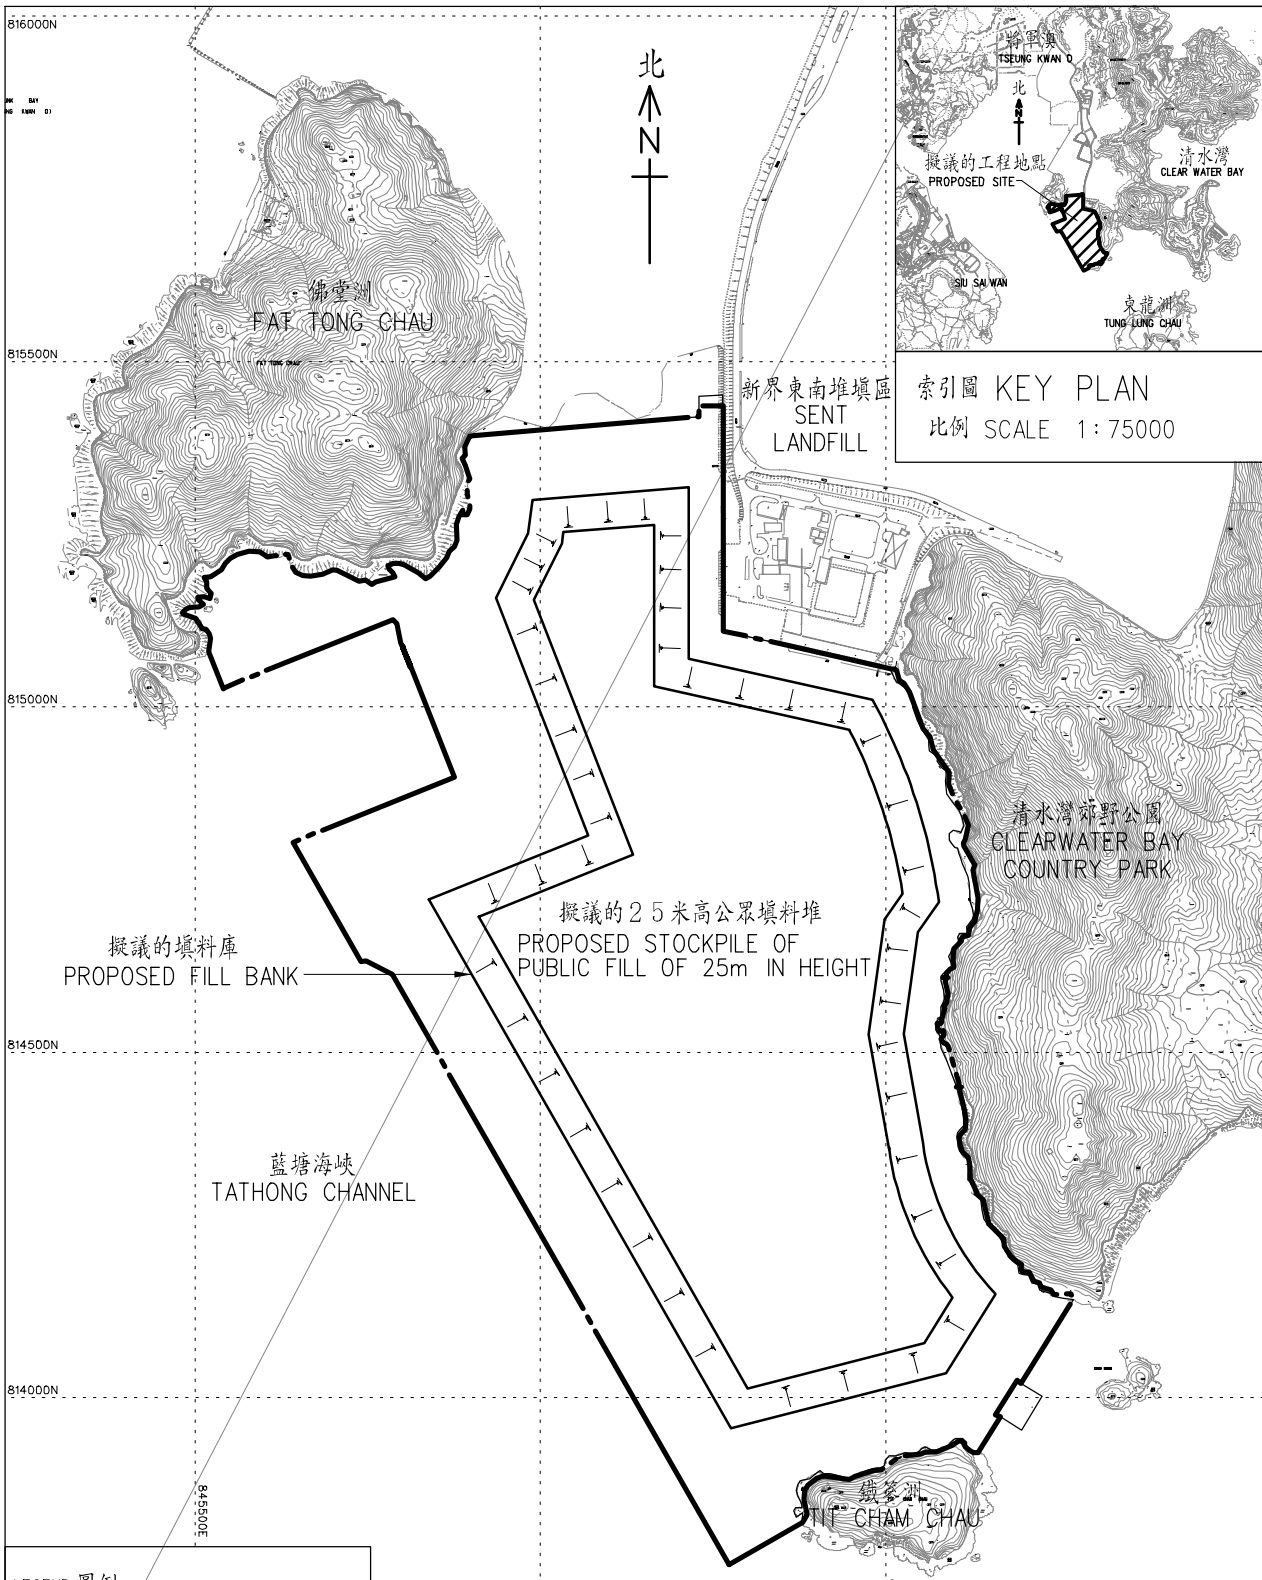 816000N
北
N
將軍澳
TSEUNG KWAN O
北
N
清水灣
CLEAR WATER BAY
擬議的工程地點
PROPOSED SITE
SIU SAI WAN
東龍洲
TUNG LUNG CHAU
索引圖 KEY PLAN
比例 SCALE 1:75000
佛堂洲
FAT TONG CHAU
FAT TONG CHAU
815500N
新界東南堆填區
SENT
LANDFILL
815000N
清水灣郊野公園
CLEARWATER BAY
COUNTRY PARK
擬議的25米高公眾填料堆
PROPOSED STOCKPILE OF
PUBLIC FILL OF 25m IN HEIGHT
擬議的填料庫
PROPOSED FILL BANK
814500N
藍塘海峽
TATHONG CHANNEL
814000N
845500E
鐵篸洲
TIT CHAM CHAU